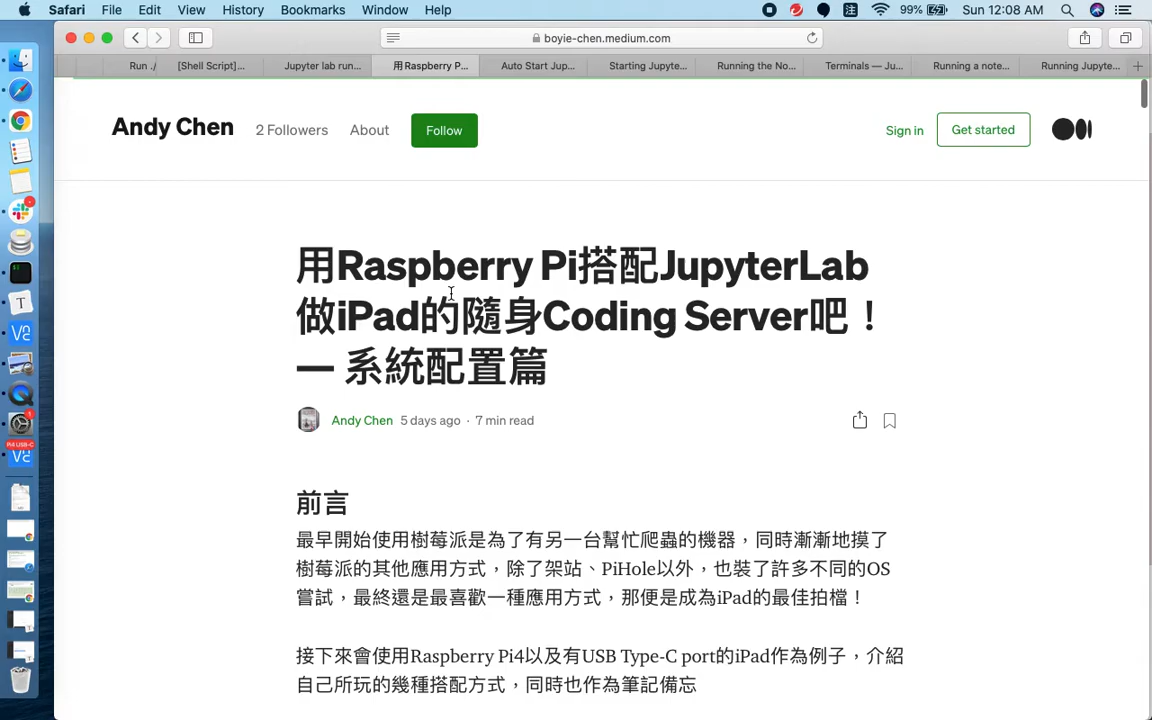 Safari File Edit View History Bookmarks Window Help 99% Sun 12:08 AM
boyie-chen.medium.com
Run ./ [Shell Script]... Jupyter lab run... 用Raspberry P... Auto Start Jup... Starting Jupyte... Running the No... Terminals — Ju... Running a note... Running Jupyte...
Andy Chen 2 Followers About Follow Sign in Get started
用Raspberry Pi搭配JupyterLab
做iPad的隨身Coding Server吧！
— 系統配置篇
Andy Chen 5 days ago · 7 min read
前言
最早開始使用樹莓派是為了有另一台幫忙爬蟲的機器，同時漸漸地摸了
樹莓派的其他應用方式，除了架站、PiHole以外，也裝了許多不同的OS
嘗試，最終還是最喜歡一種應用方式，那便是成為iPad的最佳拍檔！
接下來會使用Raspberry Pi4以及有USB Type-C port的iPad作為例子，介紹
自己所玩的幾種搭配方式，同時也作為筆記備忘